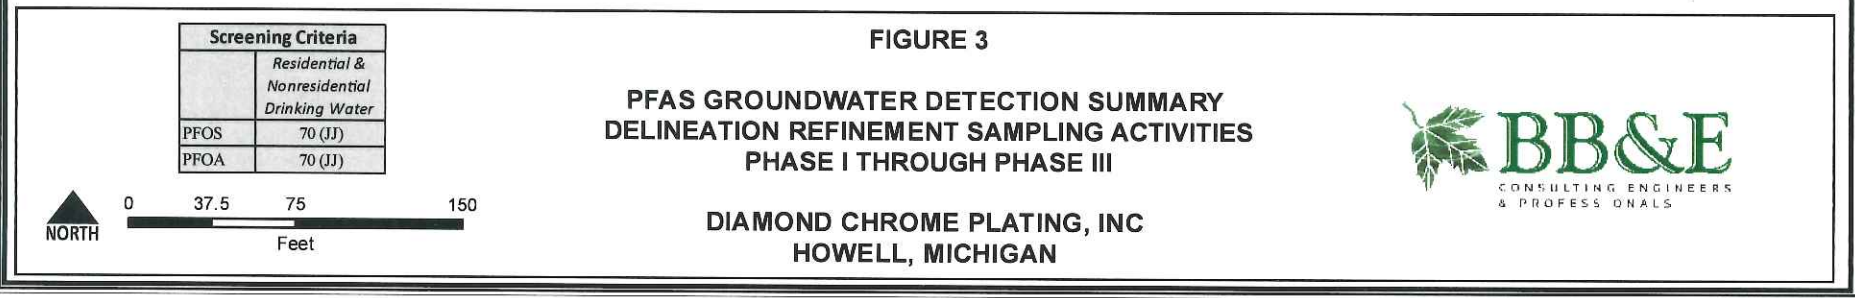 Screening Criteria
Residential &
Nonresidential
Drinking Water
PFOS 70 (JJ)
PFOA 70 (JJ)
NORTH
0 37.5 75 150
Feet
FIGURE 3
PFAS GROUNDWATER DETECTION SUMMARY
DELINEATION REFINEMENT SAMPLING ACTIVITIES
PHASE I THROUGH PHASE III
DIAMOND CHROME PLATING, INC
HOWELL, MICHIGAN
BB&E
CONSULTING ENGINEERS
& PROFESS ONALS